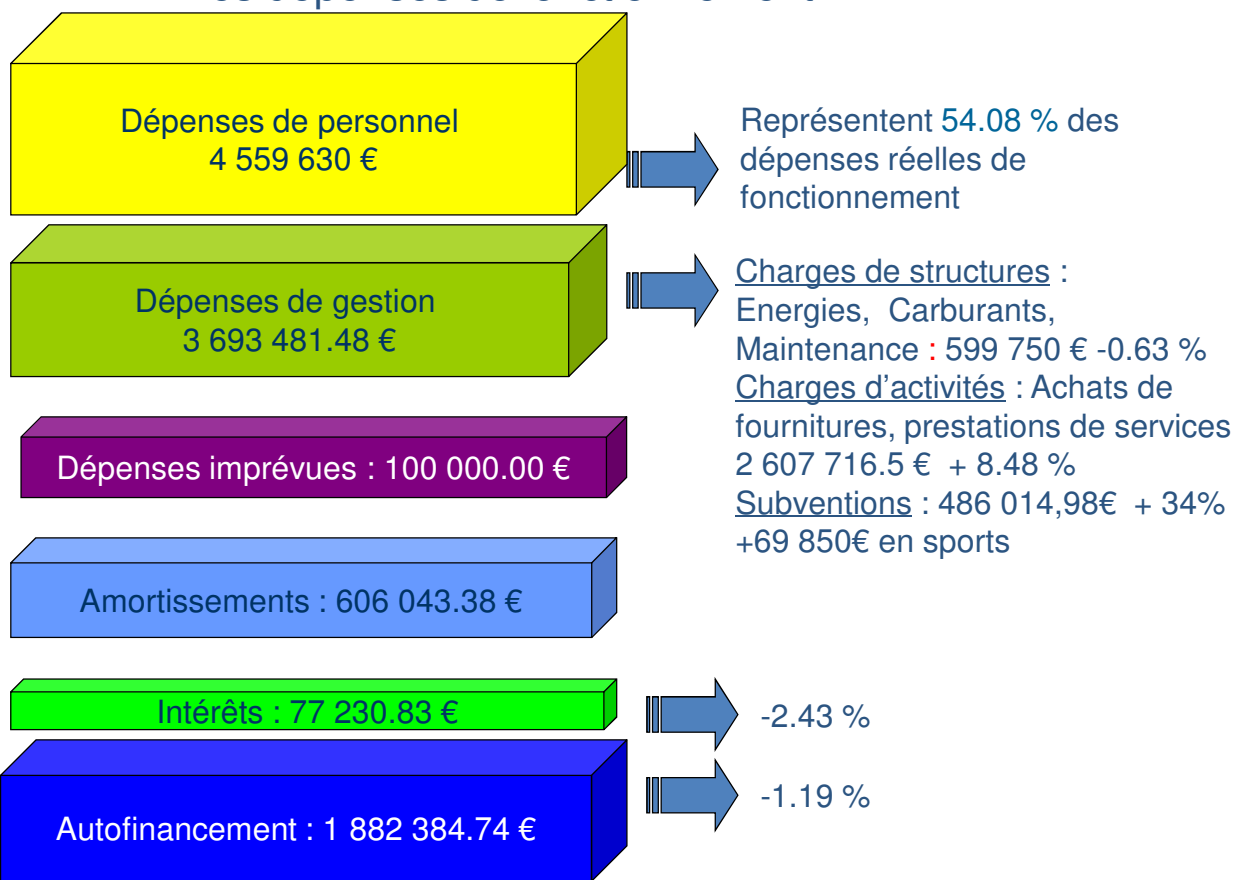 Dépenses de personnel
4 559 630 €
Représentent 54.08 % des
dépenses réelles de
fonctionnement
Dépenses de gestion
3 693 481.48 €
Charges de structures :
Energies, Carburants,
Maintenance : 599 750 € -0.63 %
Charges d’activités : Achats de
fournitures, prestations de services
2 607 716.5 € + 8.48 %
Subventions : 486 014,98€ + 34%
+69 850€ en sports
Dépenses imprévues : 100 000.00 €
Amortissements : 606 043.38 €
Intérêts : 77 230.83 €
-2.43 %
Autofinancement : 1 882 384.74 €
-1.19 %